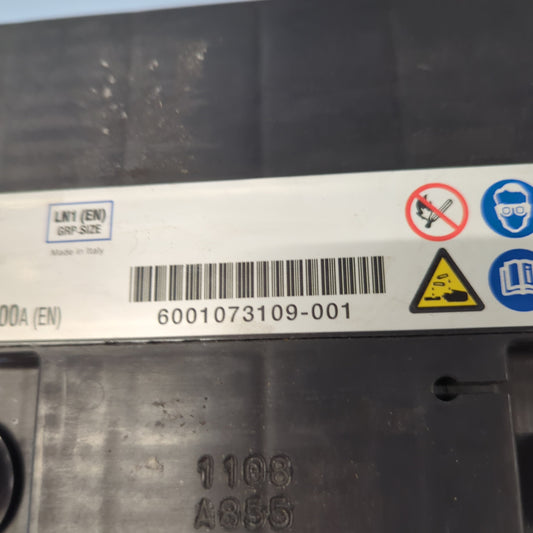 LN1 (EN)
GRP SIZE
Made in Italy
00A (EN)
6001073109-001
1108
A855